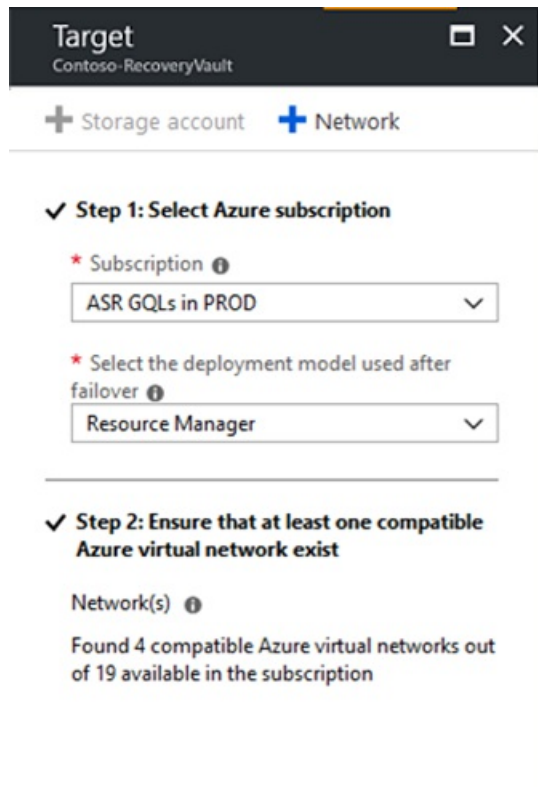 Target
Contoso-RecoveryVault
Storage account
Network
Step 1: Select Azure subscription
* Subscription
ASR GQLs in PROD
* Select the deployment model used after
failover
Resource Manager
Step 2: Ensure that at least one compatible
Azure virtual network exist
Network(s)
Found 4 compatible Azure virtual networks out
of 19 available in the subscription